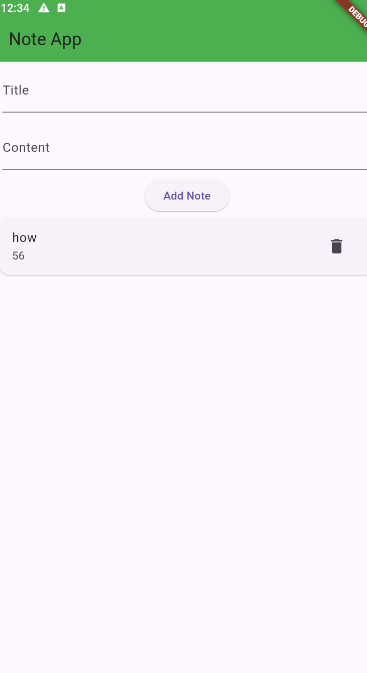 12:34
A
DEBUG
Note App
Title
Content
Add Note
how
56